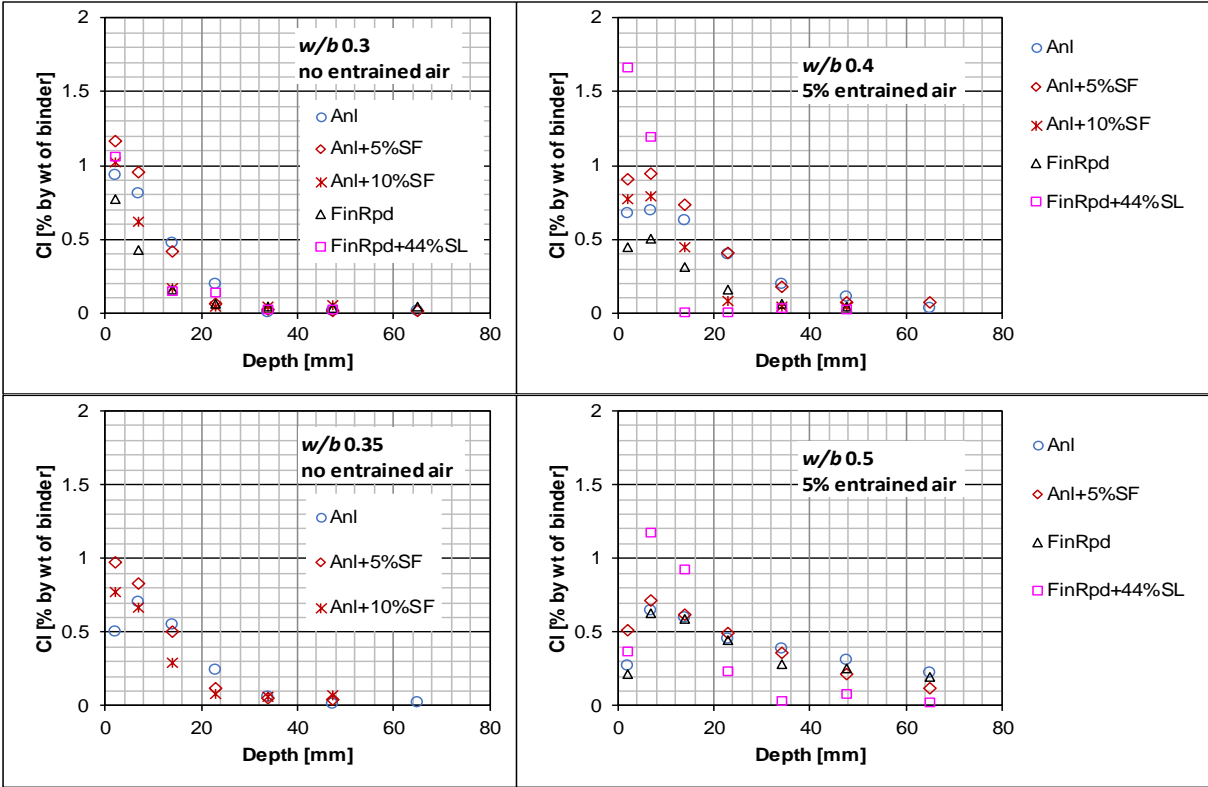 Cl [% by wt of binder]
2
1.5
1
0.5
0
0 20 40 60 80
Depth [mm]
w/b 0.3
no entrained air
Anl
Anl+5%SF
Anl+10%SF
FinRpd
FinRpd+44%SL
Cl [% by wt of binder]
2
1.5
1
0.5
0
0 20 40 60 80
Depth [mm]
w/b 0.4
5% entrained air
Anl
Anl+5%SF
Anl+10%SF
FinRpd
FinRpd+44%SL
Cl [% by wt of binder]
2
1.5
1
0.5
0
0 20 40 60 80
Depth [mm]
w/b 0.35
no entrained air
Anl
Anl+5%SF
Anl+10%SF
Cl [% by wt of binder]
2
1.5
1
0.5
0
0 20 40 60 80
Depth [mm]
w/b 0.5
5% entrained air
Anl
Anl+5%SF
FinRpd
FinRpd+44%SL